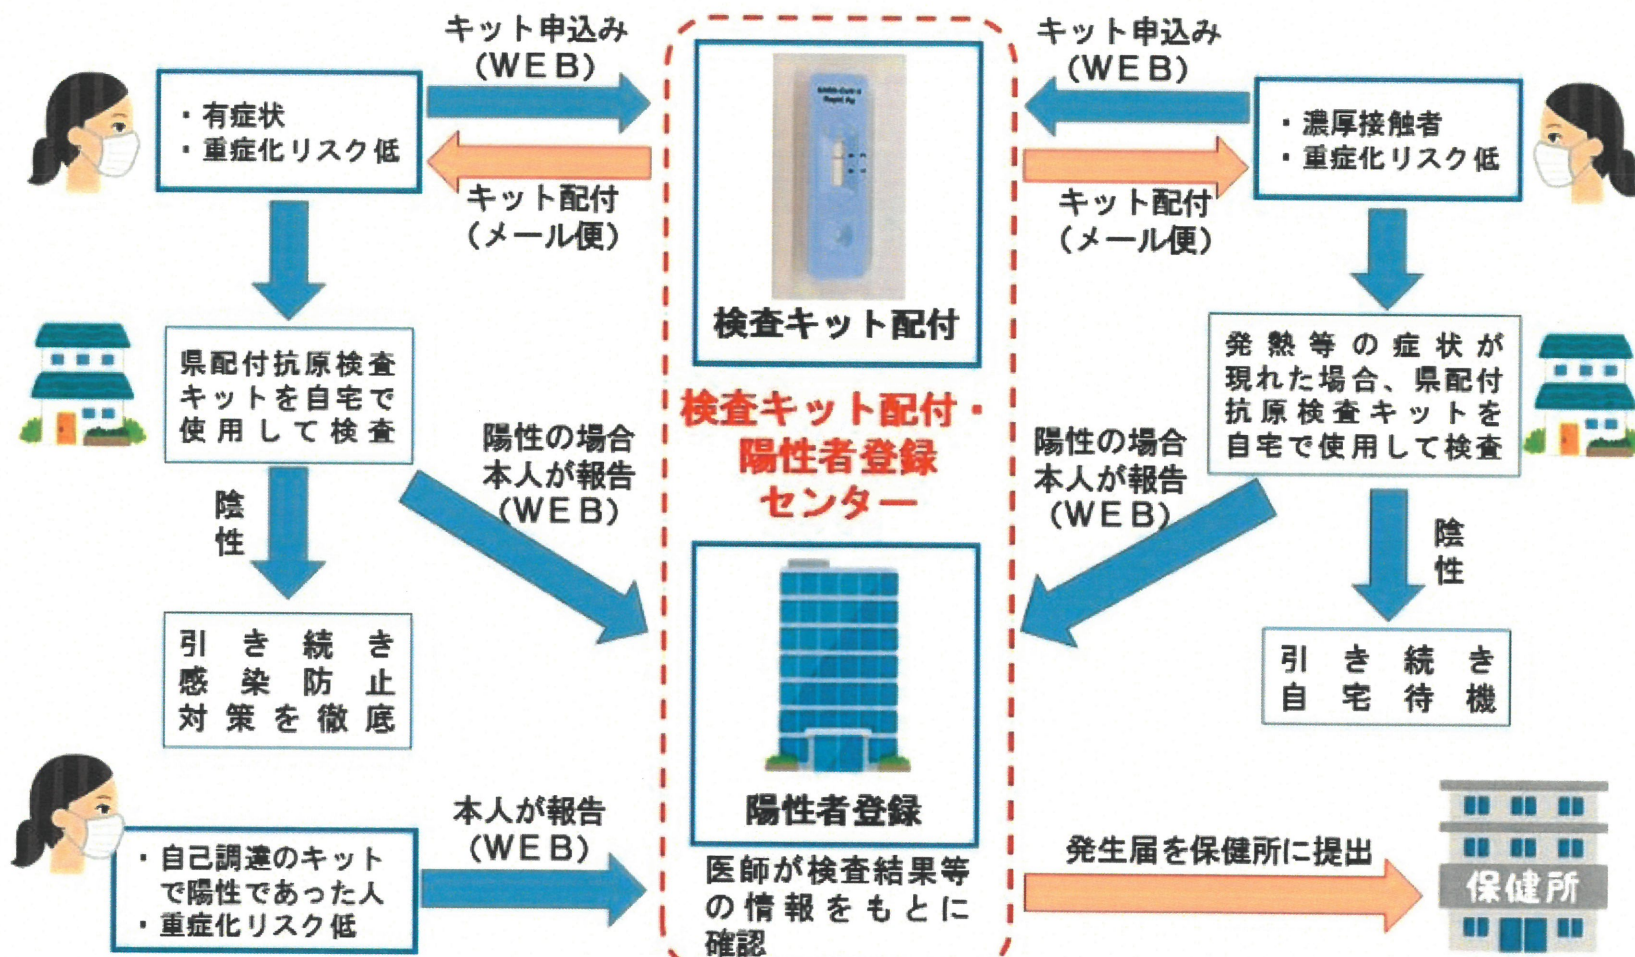 キット申込み
(WEB)
・有症状
・重症化リスク低
キット配付
(メール便)
県配付抗原検査
キットを自宅で
使用して検査
陰
性
引き続き
感染防止
対策を徹底
陽性の場合
本人が報告
(WEB)
・自己調達のキット
で陽性であった人
・重症化リスク低
本人が報告
(WEB)
SARS-CoV-2
Rapid Ag
検査キット配付
検査キット配付・
陽性者登録
センター
陽性者登録
医師が検査結果等
の情報をもとに
確認
キット申込み
(WEB)
・濃厚接触者
・重症化リスク低
キット配付
(メール便)
発熱等の症状が
現れた場合、県配付
抗原検査キットを
自宅で使用して検査
陽性の場合
本人が報告
(WEB)
陰
性
引き続き
自宅待機
発生届を保健所に提出
保健所